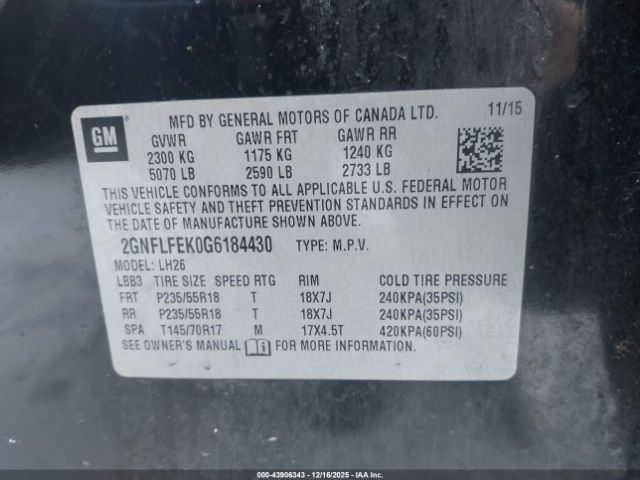 GM
MFD BY GENERAL MOTORS OF CANADA LTD. 11/15
GVWR GAWR FRT GAWR RR
2300 KG 1175 KG 1240 KG
5070 LB 2590 LB 2733 LB
THIS VEHICLE CONFORMS TO ALL APPLICABLE U.S. FEDERAL MOTOR
VEHICLE SAFETY AND THEFT PREVENTION STANDARDS IN EFFECT ON
THE DATE OF MANUFACTURE SHOWN ABOVE.
2GNFLFEK0G6184430 TYPE: M.P.V.
MODEL: LH26
LBB3 TIRE SIZE SPEED RTG RIM COLD TIRE PRESSURE
FRT P235/55R18 T 18X7J 240KPA(35PSI)
RR P235/55R18 T 18X7J 240KPA(35PSI)
SPA T145/70R17 M 17X4.5T 420KPA(60PSI)
SEE OWNER'S MANUAL FOR MORE INFORMATION.
000-43906343 - 12/16/2025 - IAAI.COM